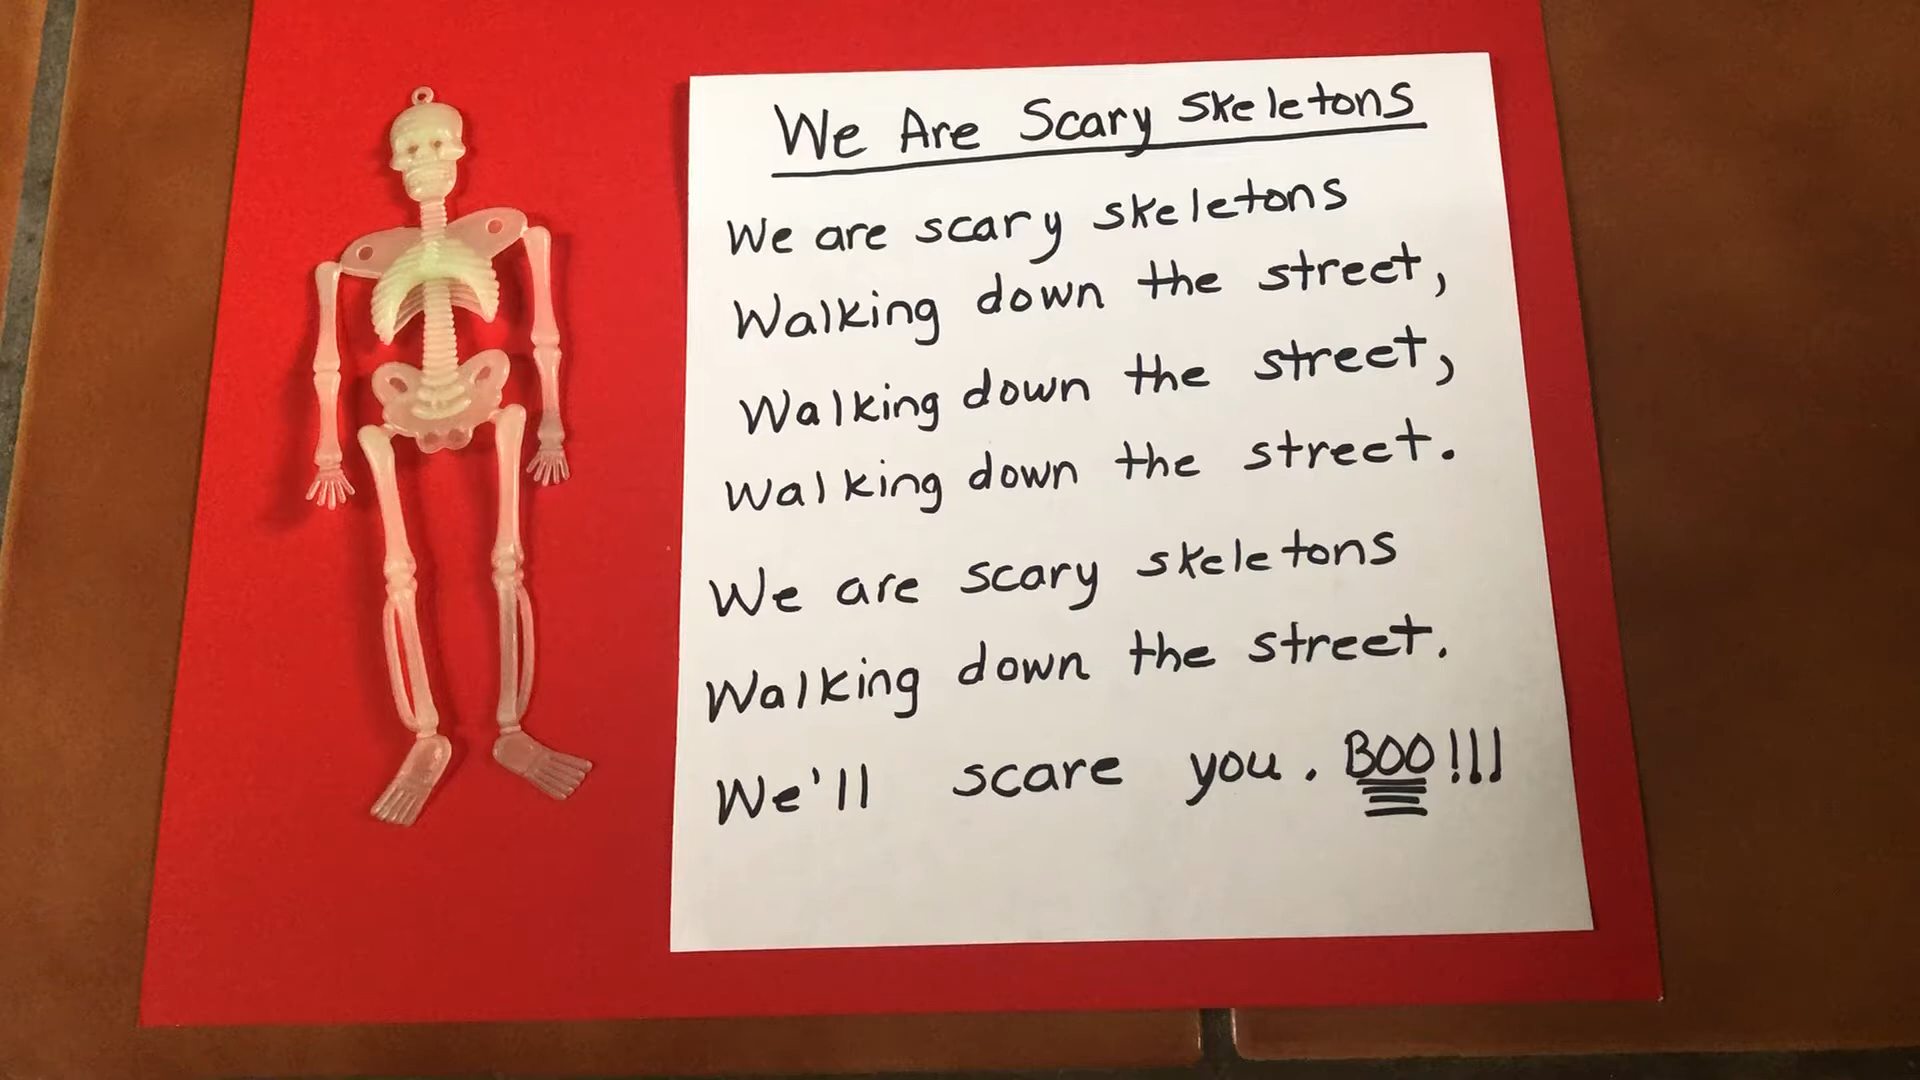 We Are Scary Skeletons
We are scary skeletons
Walking down the street,
Walking down the street,
Walking down the street.
We are scary skeletons
Walking down the street.
We'll scare you. BOO!!!